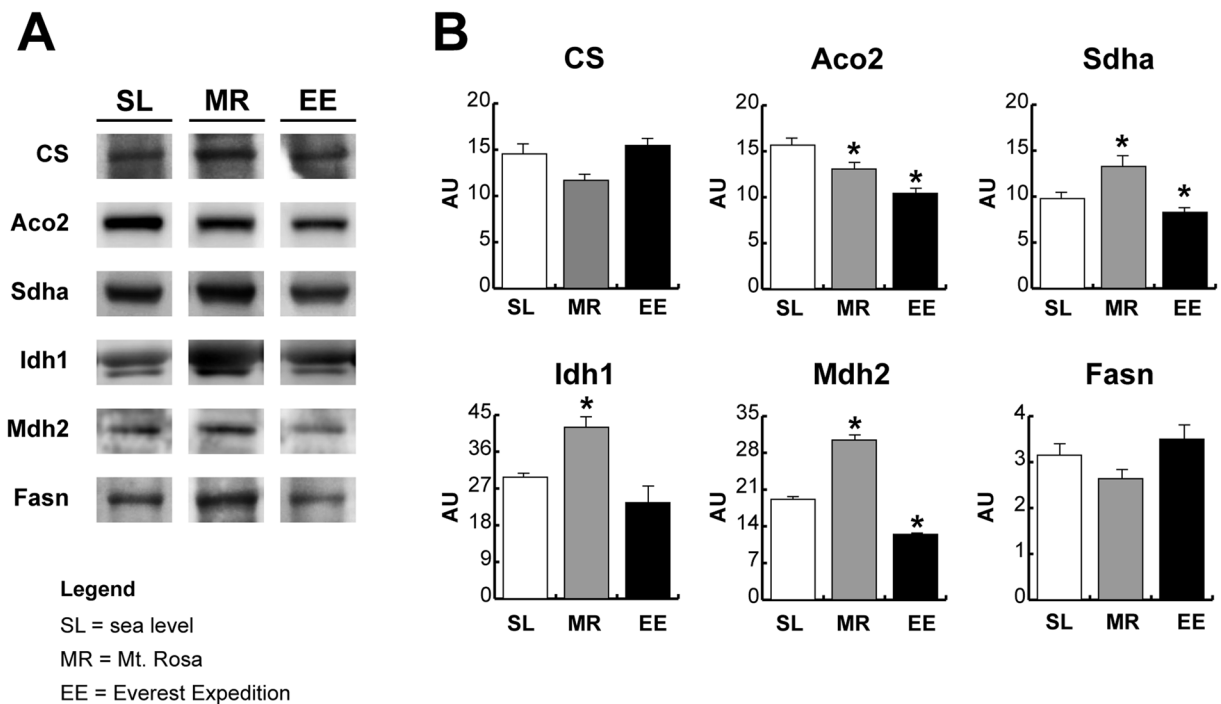 A
SL MR EE
CS
Aco2
Sdha
Idh1
Mdh2
Fasn
Legend
SL = sea level
MR = Mt. Rosa
EE = Everest Expedition
B
CS
20
15
10
5
0
AU
SL MR EE
Aco2
20
15
10
5
0
AU
* *
SL MR EE
Sdha
20
15
10
5
0
AU
* *
SL MR EE
Idh1
45
36
27
18
9
0
AU
*
SL MR EE
Mdh2
35
28
21
14
7
0
AU
* *
SL MR EE
Fasn
4
3
2
1
0
AU
SL MR EE